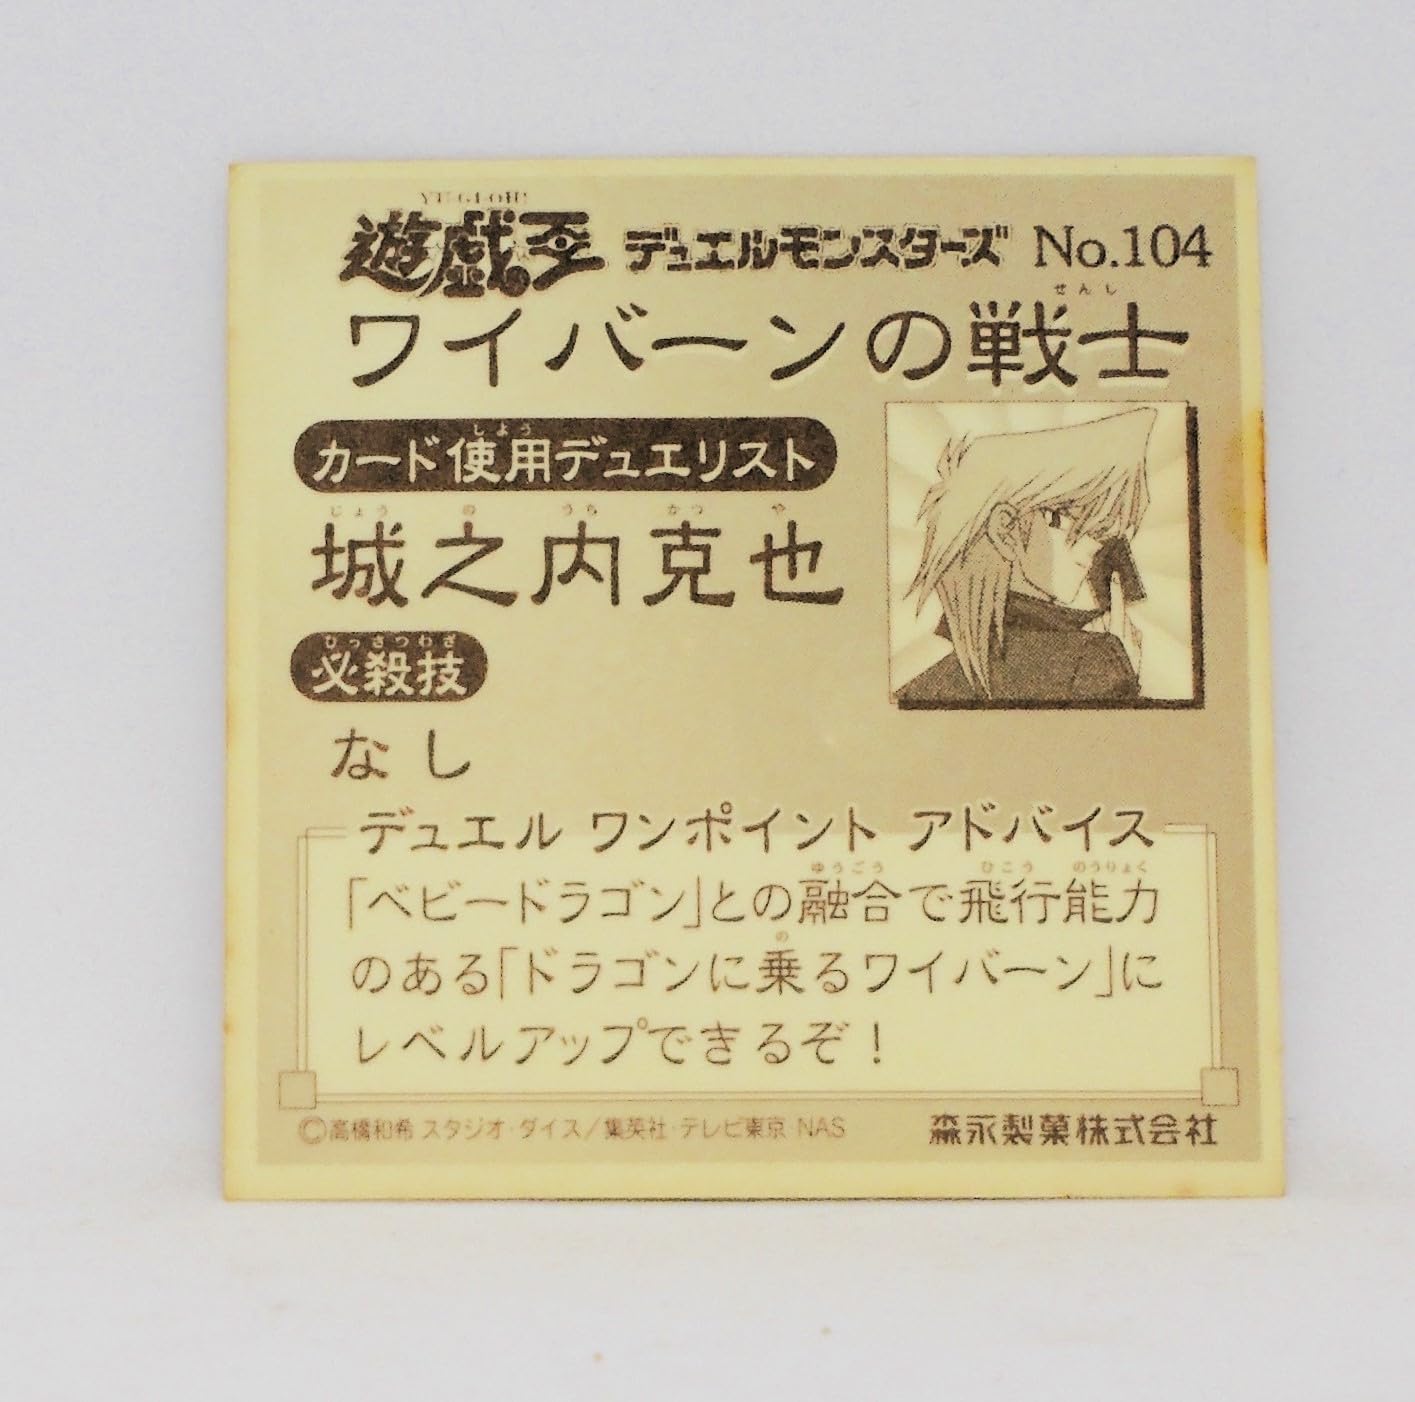 YU-GI-OH!
遊戯王 デュエルモンスターズ No.104
せんし
ワイバーンの戦士
しよう
カード使用デュエリスト
じょう の うち かつ や
城之内克也
ひっさつわざ
必殺技
なし
デュエル ワンポイント アドバイス
ゆうごう ひこう のうりょく
「ベビードラゴン」との融合で飛行能力
の
のある「ドラゴンに乗るワイバーン」に
レベルアップできるぞ!
©高橋和希 スタジオ・ダイス/集英社・テレビ東京・NAS
森永製菓株式会社